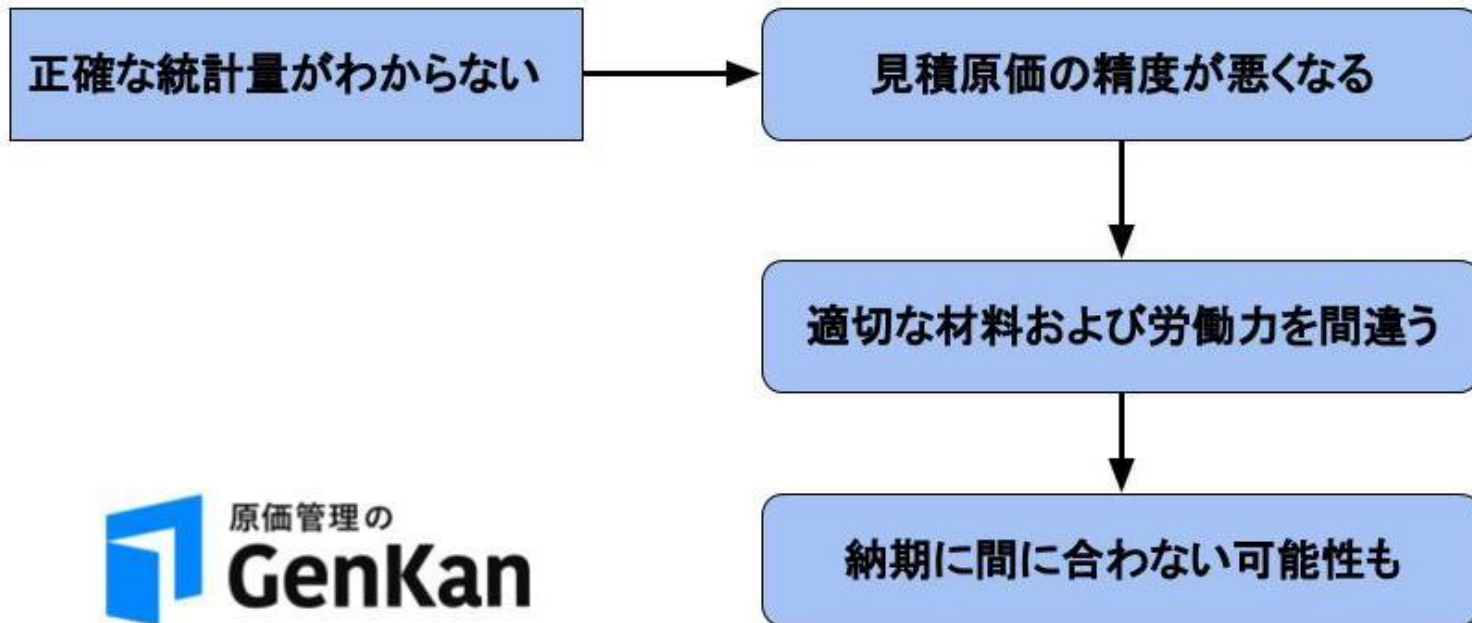 正確な統計量がわからない
見積原価の精度が悪くなる
適切な材料および労働力を間違う
納期に間に合わない可能性も
原価管理の
GenKan